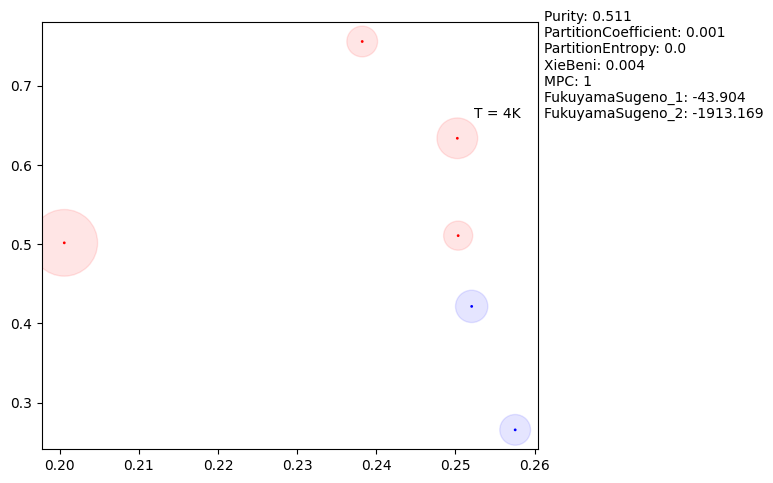 Purity: 0.511
PartitionCoefficient: 0.001
PartitionEntropy: 0.0
XieBeni: 0.004
MPC: 1
FukuyamaSugeno_1: -43.904
FukuyamaSugeno_2: -1913.169
T = 4K
0.7
0.6
0.5
0.4
0.3
0.20 0.21 0.22 0.23 0.24 0.25 0.26